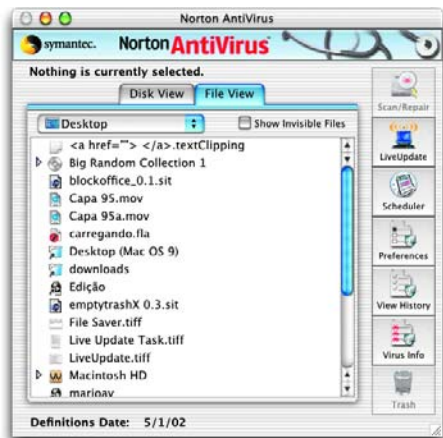 Norton AntiVirus
symantec. Norton AntiVirus
Nothing is currently selected.
Disk View File View
Desktop Show Invisible Files
<a href=""> </a>.textClipping
Big Random Collection 1
blockoffice_0.1.sit
Capa 95.mov
Capa 95a.mov
carregando.fla
Desktop (Mac OS 9)
downloads
Edição
emptytrashX 0.3.sit
File Saver.tiff
Live Update Task.tiff
LiveUpdate.tiff
Macintosh HD
marioav
Scan/Repair
LiveUpdate
Scheduler
Preferences
View History
Virus Info
Trash
Definitions Date: 5/1/02